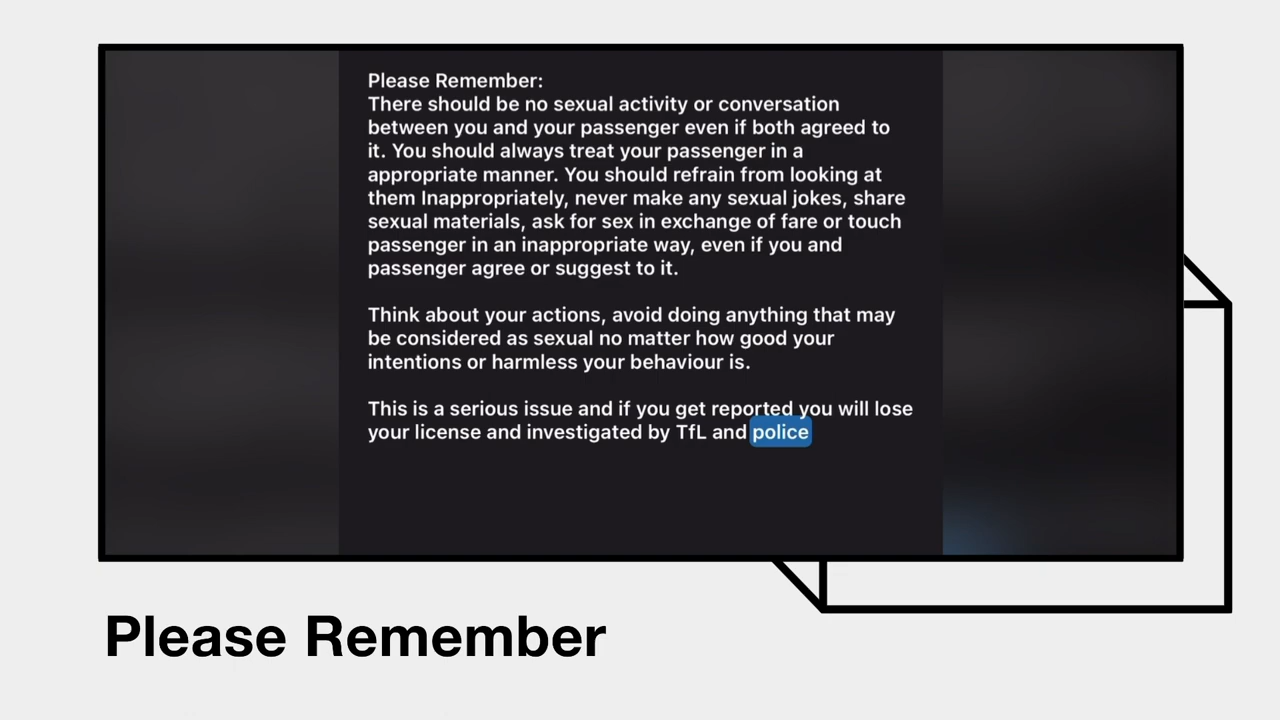 Please Remember:
There should be no sexual activity or conversation
between you and your passenger even if both agreed to
it. You should always treat your passenger in a
appropriate manner. You should refrain from looking at
them Inappropriately, never make any sexual jokes, share
sexual materials, ask for sex in exchange of fare or touch
passenger in an inappropriate way, even if you and
passenger agree or suggest to it.
Think about your actions, avoid doing anything that may
be considered as sexual no matter how good your
intentions or harmless your behaviour is.
This is a serious issue and if you get reported you will lose
your license and investigated by TfL and police
Please Remember